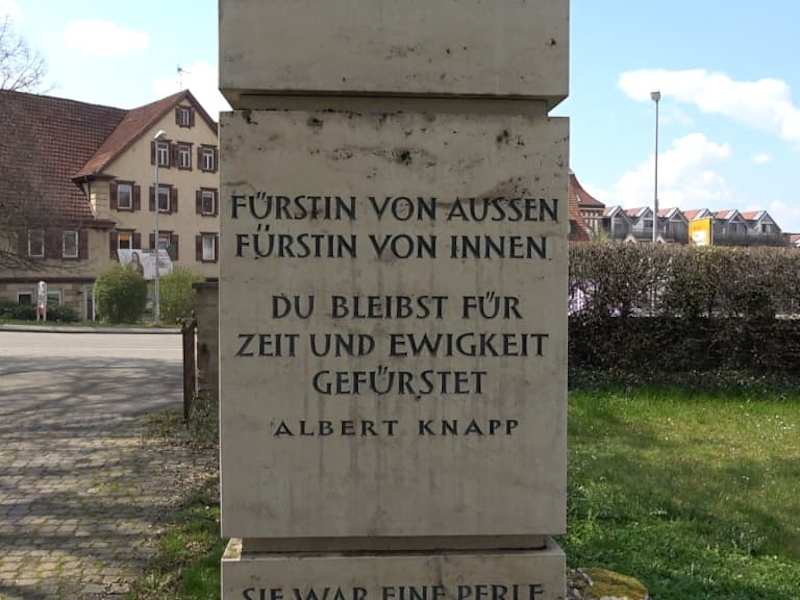 FÜRSTIN VON AUSSEN
FÜRSTIN VON INNEN
DU BLEIBST FÜR
ZEIT UND EWIGKEIT
GEFÜRSTET
ALBERT KNAPP
SIE WAR EINE PERLE